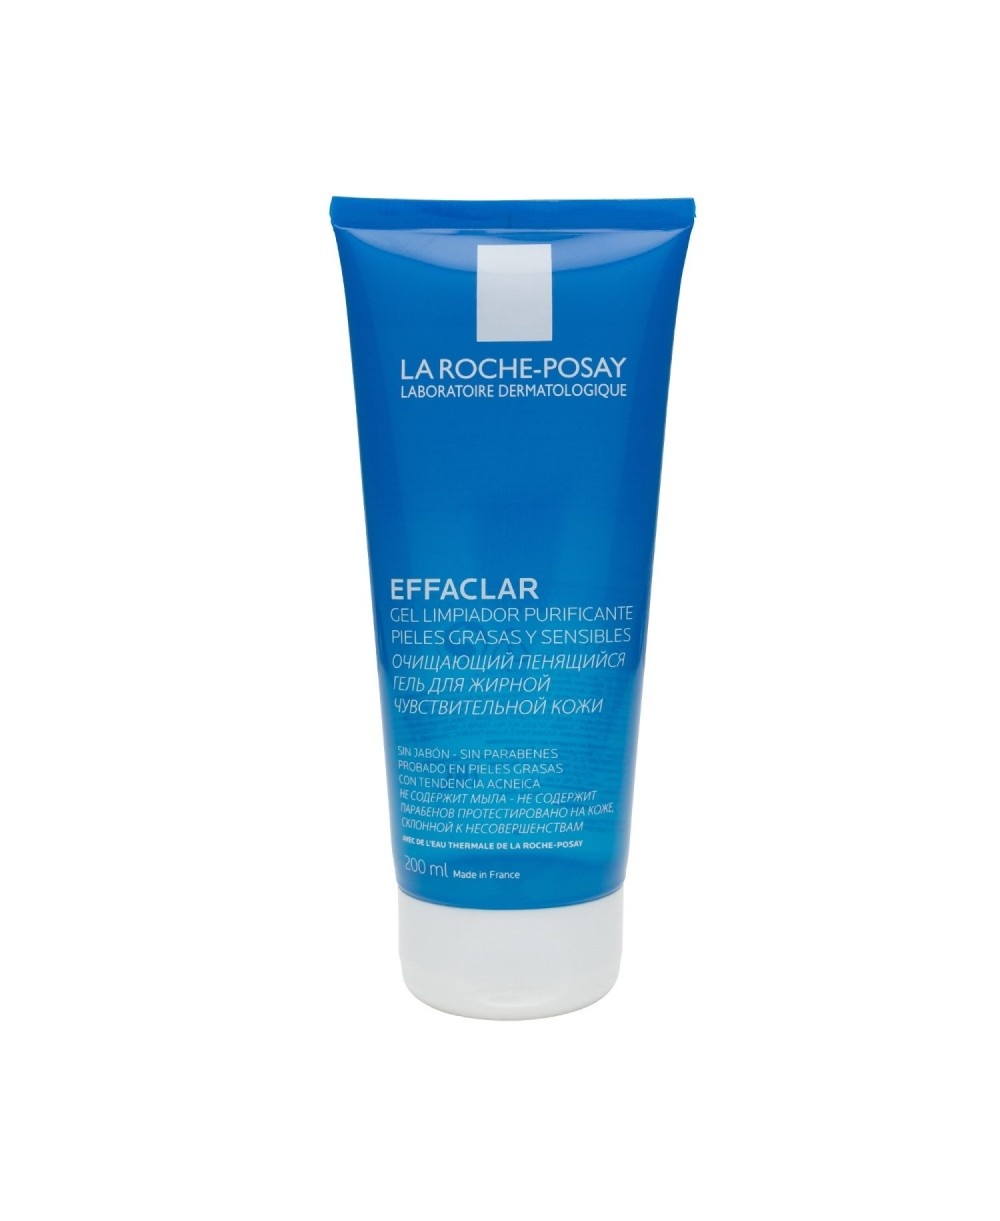 LA ROCHE-POSAY
LABORATOIRE DERMATOLOGIQUE
EFFACLAR
GEL LIMPIADOR PURIFICANTE
PIELES GRASAS Y SENSIBLES
ОЧИЩАЮЩИЙ ПЕНЯЩИЙСЯ
ГЕЛЬ ДЛЯ ЖИРНОЙ
ЧУВСТВИТЕЛЬНОЙ КОЖИ
SIN JABÓN - SIN PARABENES
PROBADO EN PIELES GRASAS
CON TENDENCIA ACNEICA
НЕ СОДЕРЖИТ МЫЛА - НЕ СОДЕРЖИТ
ПАРАБЕНОВ ПРОТЕСТИРОВАНО НА КОЖЕ,
СКЛОННОЙ К НЕСОВЕРШЕНСТВАМ
AVEC DE L'EAU THERMALE DE LA ROCHE-POSAY
200 ml Made in France